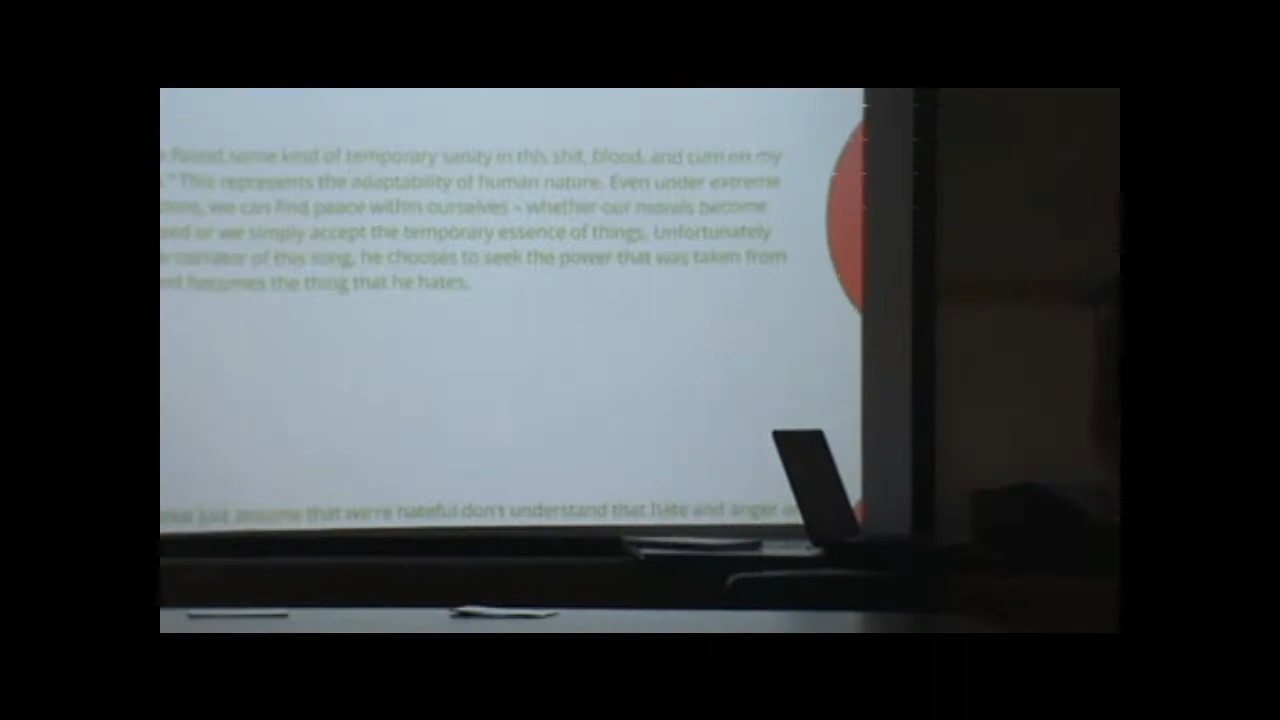 found some kind of temporary sanity in this shit, blood, and cum on my
." This represents the adaptability of human nature. Even under extreme
we can find peace within ourselves – whether our morals become
or we simply accept the temporary essence of things. Unfortunately
narrator of this song, he chooses to seek the power that was taken from
becomes the thing that he hates.
just assume that we're hateful don't understand that hate and anger